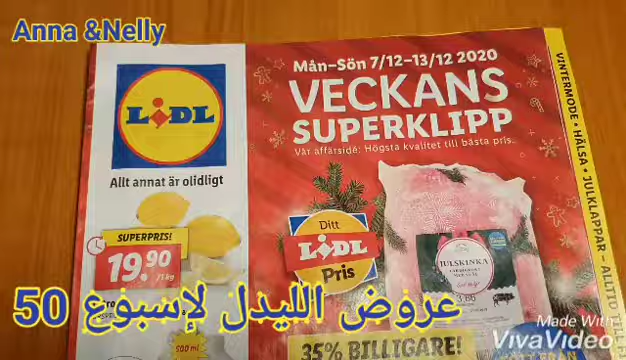 Anna &Nelly
Mån–Sön 7/12–13/12 2020
VECKANS
SUPERKLIPP
Vår affärsidé: Högsta kvalitet till bästa pris.
VINTERMODE • HÄLSA • JULKLAPPAR –
LIDL
Allt annat är olidligt
SUPERPRIS!
19.90
Ditt
LIDL
Pris
JULSKINKA
عروض الليدل لإسبوع 50
500 ml
35% BILLIGARE!
Made With
VivaVideo